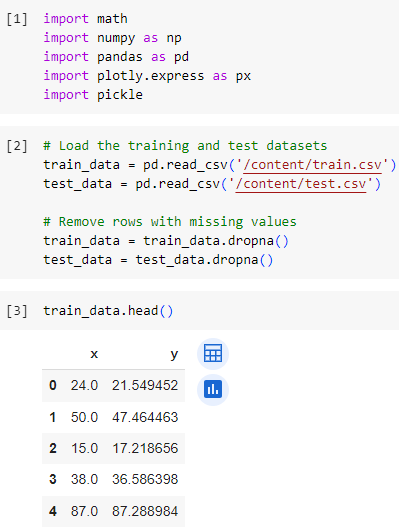 [1] import math
import numpy as np
import pandas as pd
import plotly.express as px
import pickle
[2] # Load the training and test datasets
train_data = pd.read_csv('/content/train.csv')
test_data = pd.read_csv('/content/test.csv')
# Remove rows with missing values
train_data = train_data.dropna()
test_data = test_data.dropna()
[3] train_data.head()
x y
0 24.0 21.549452
1 50.0 47.464463
2 15.0 17.218656
3 38.0 36.586398
4 87.0 87.288984